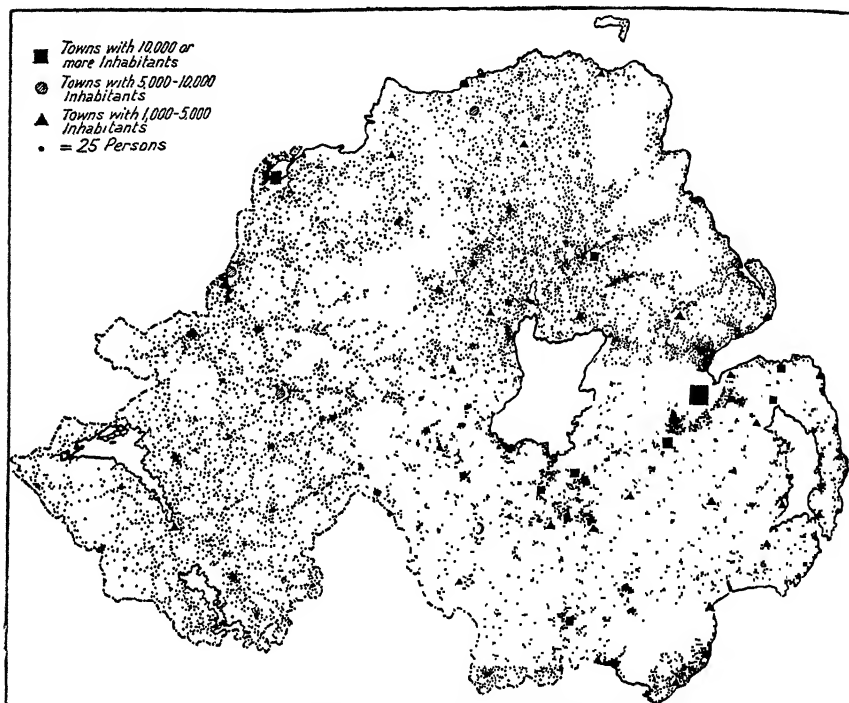 Towns with 10,000 or
more Inhabitants
Towns with 5,000-10,000
Inhabitants
Towns with 1,000-5,000
Inhabitants
= 25 Persons